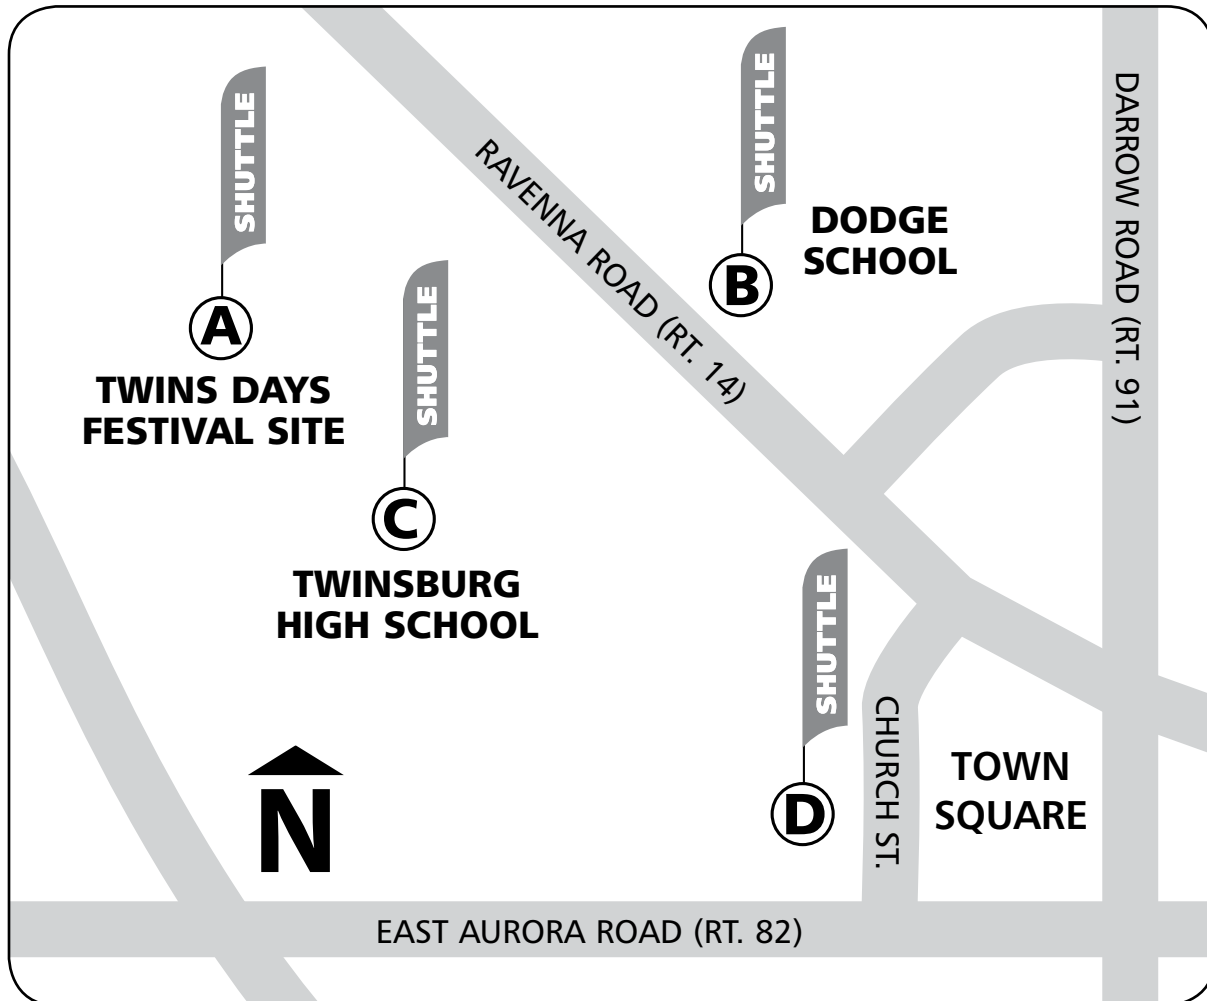 SHUTTLE
A
TWINS DAYS
FESTIVAL SITE
SHUTTLE
B
DODGE
SCHOOL
RAVENNA ROAD (RT. 14)
DARROW ROAD (RT. 91)
SHUTTLE
C
TWINSBURG
HIGH SCHOOL
SHUTTLE
D
CHURCH ST.
TOWN
SQUARE
N
EAST AURORA ROAD (RT. 82)